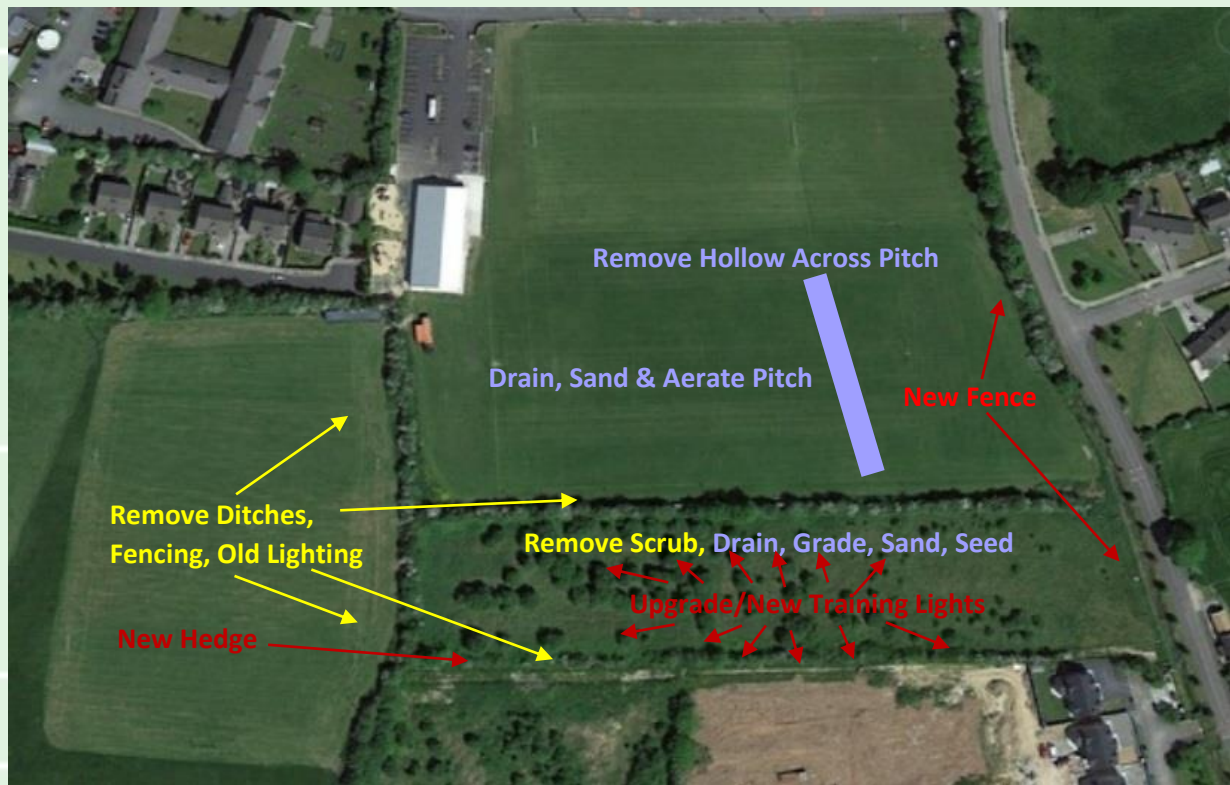 Remove Hollow Across Pitch
Drain, Sand & Aerate Pitch
New Fence
Remove Ditches,
Fencing, Old Lighting
Remove Scrub, Drain, Grade, Sand, Seed
Upgrade/New Training Lights
New Hedge